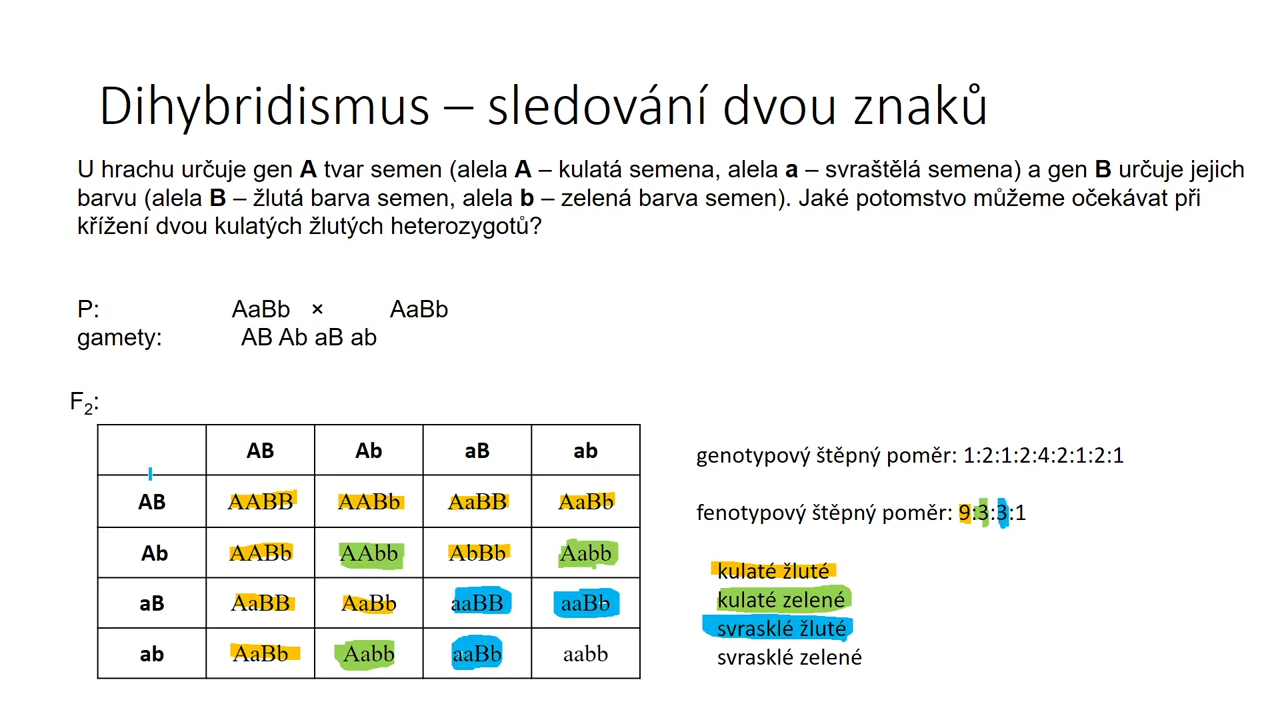 Dihybridismus – sledování dvou znaků
U hrachu určuje gen A tvar semen (alela A – kulatá semena, alela a – svraštělá semena) a gen B určuje jejich
barvu (alela B – žlutá barva semen, alela b – zelená barva semen). Jaké potomstvo můžeme očekávat při
křížení dvou kulatých žlutých heterozygotů?
P: AaBb × AaBb
gamety: AB Ab aB ab
F2:
AB Ab aB ab
AB AABB AABb AaBB AaBb
Ab AABb AAbb AbBb Aabb
aB AaBB AaBb aaBB aaBb
ab AaBb Aabb aaBb aabb
genotypový štěpný poměr: 1:2:1:2:4:2:1:2:1
fenotypový štěpný poměr: 9:3:3:1
kulaté žluté
kulaté zelené
svrasklé žluté
svrasklé zelené